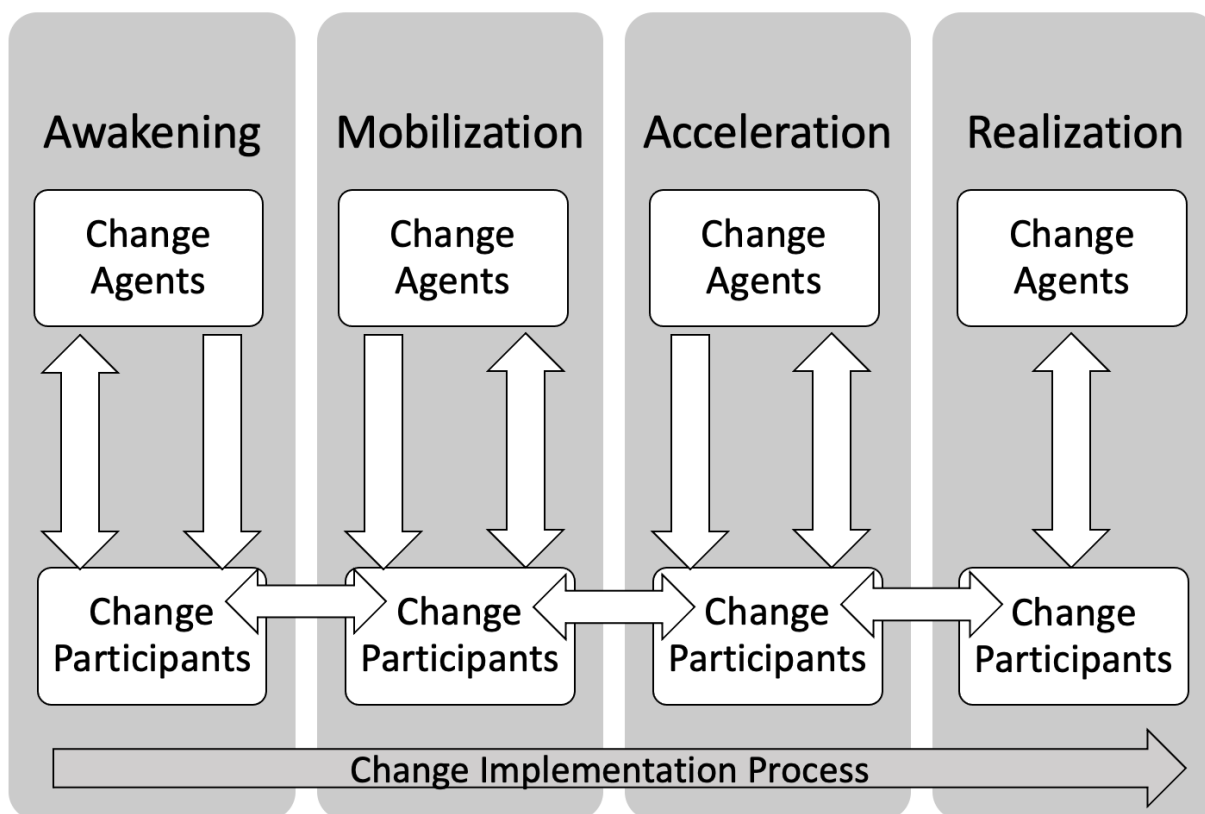 Awakening
Mobilization
Acceleration
Realization
Change
Agents
Change
Agents
Change
Agents
Change
Agents
Change
Participants
Change
Participants
Change
Participants
Change
Participants
Change Implementation Process